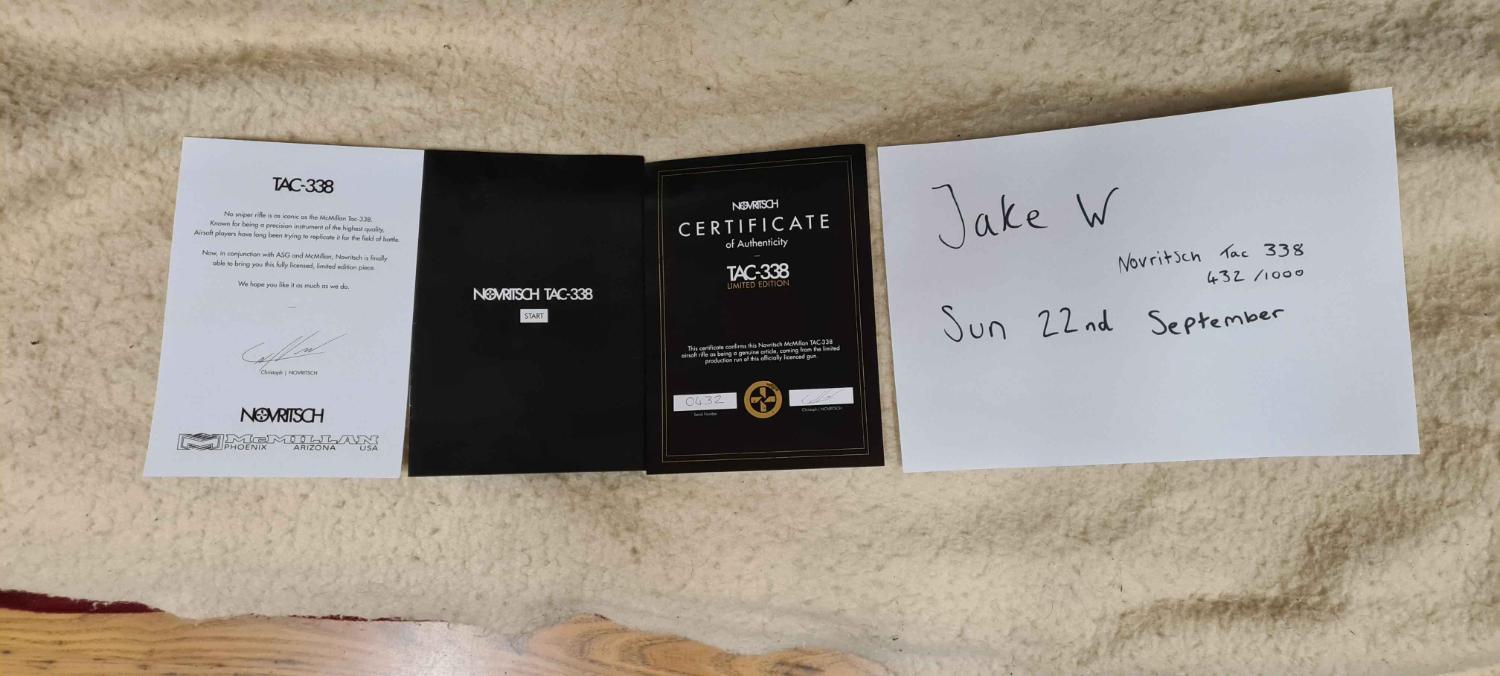 TAC-338
No sniper rifle is as iconic as the McMillan Tac-338.
Known for being a precision instrument of the highest quality,
Airsoft players have long been trying to replicate it for the field of battle.
Now, in conjunction with ASG and McMillan, Novritsch is finally
able to bring you this fully licensed, limited edition piece.
We hope you like it as much as we do.
Christoph | NOVRITSCH
NOVRITSCH
McMILLAN
PHOENIX ARIZONA USA
NOVRITSCH TAC-338
START
NOVRITSCH
CERTIFICATE
of Authenticity
TAC-338
LIMITED EDITION
This certificate confirms this Novritsch McMillan TAC-338
airsoft rifle as being a genuine article, coming from the limited
production run of this officially licenced gun.
0432
Serial Number
Christoph | NOVRITSCH
Jake W
Novritsch Tac 338
432/1000
Sun 22nd September